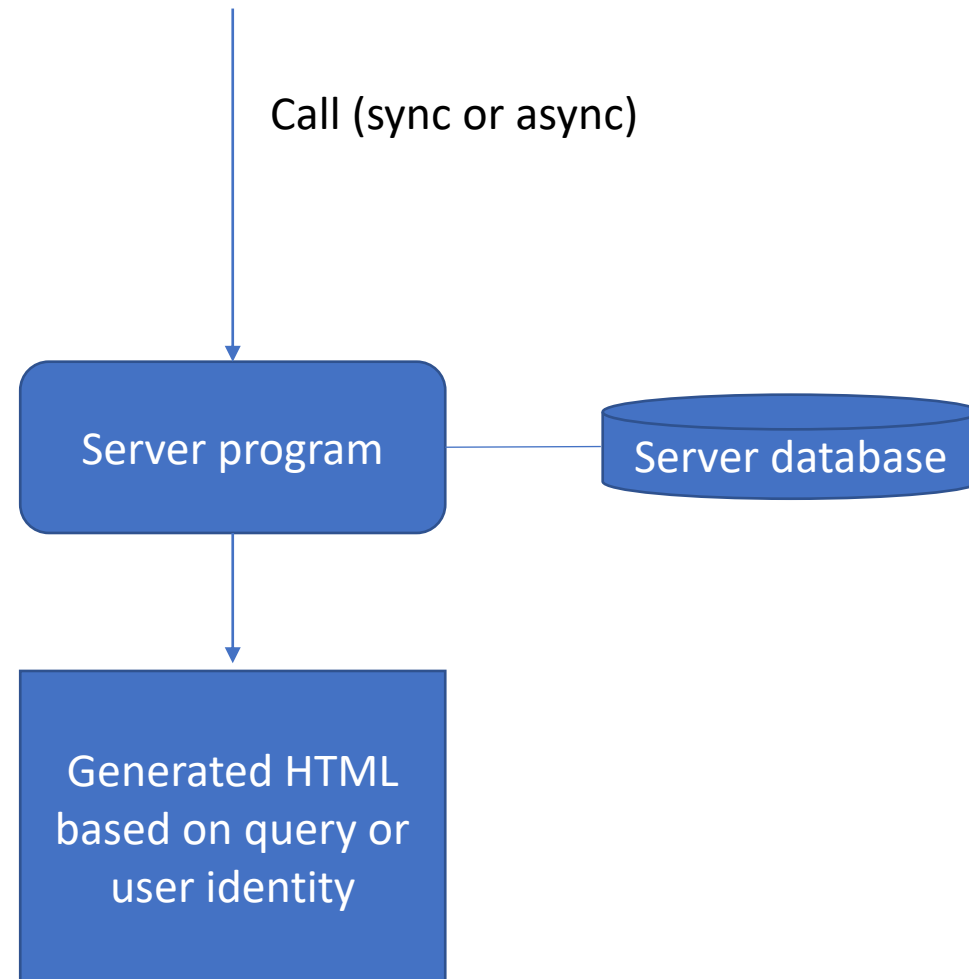 Call (sync or async)
Server program
Server database
Generated HTML
based on query or
user identity